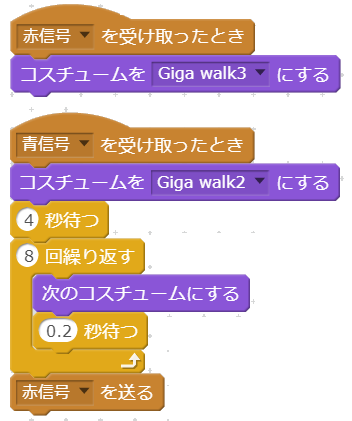 赤信号 を受け取ったとき
コスチュームを Giga walk3 にする
青信号 を受け取ったとき
コスチュームを Giga walk2 にする
4 秒待つ
8 回繰り返す
次のコスチュームにする
0.2 秒待つ
赤信号 を送る